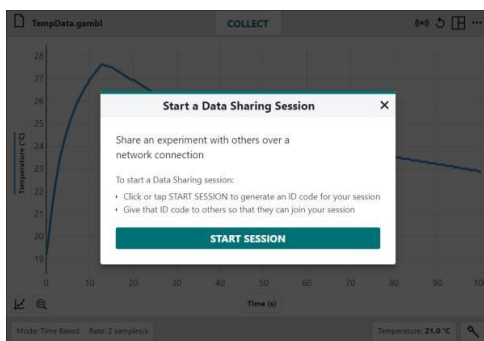 TempData.gambl
COLLECT
28
27
26
25
24
23
22
21
20
19
Temperature (°C)
Start a Data Sharing Session
Share an experiment with others over a
network connection
To start a Data Sharing session:
• Click or tap START SESSION to generate an ID code for your session
• Give that ID code to others so that they can join your session
START SESSION
0 10 20 30 40 50 60 70 80 90 10
Time (s)
Mode: Time Based Rate: 2 samples/s
Temperature: 21.0 °C